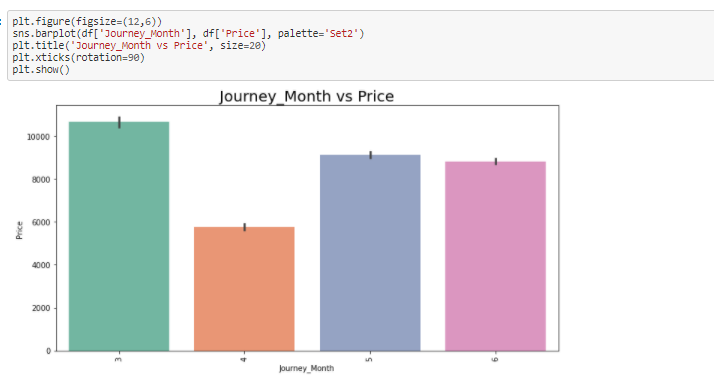 plt.figure(figsize=(12,6))
sns.barplot(df['Journey_Month'], df['Price'], palette='Set2')
plt.title('Journey_Month vs Price', size=20)
plt.xticks(rotation=90)
plt.show()
Journey_Month vs Price
10000
8000
6000
4000
2000
0
Price
3
4
5
6
Journey_Month